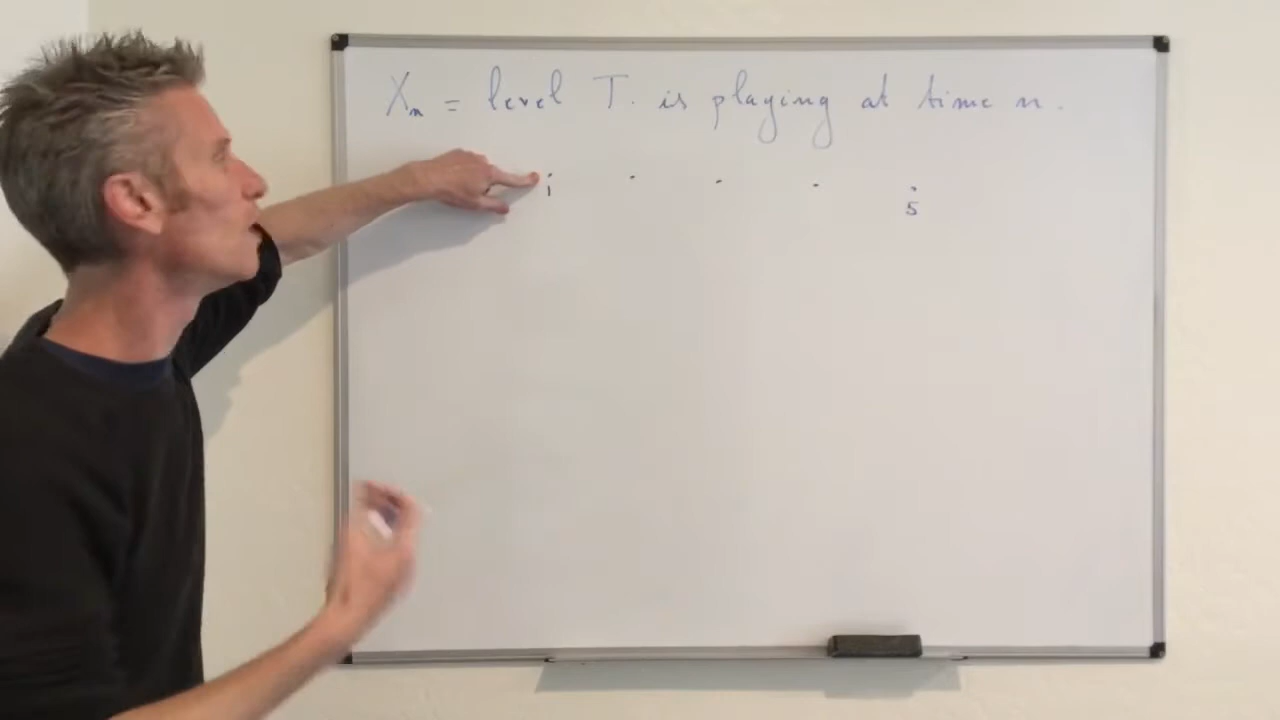 Xₙ = level T. is playing at time n.
1 5